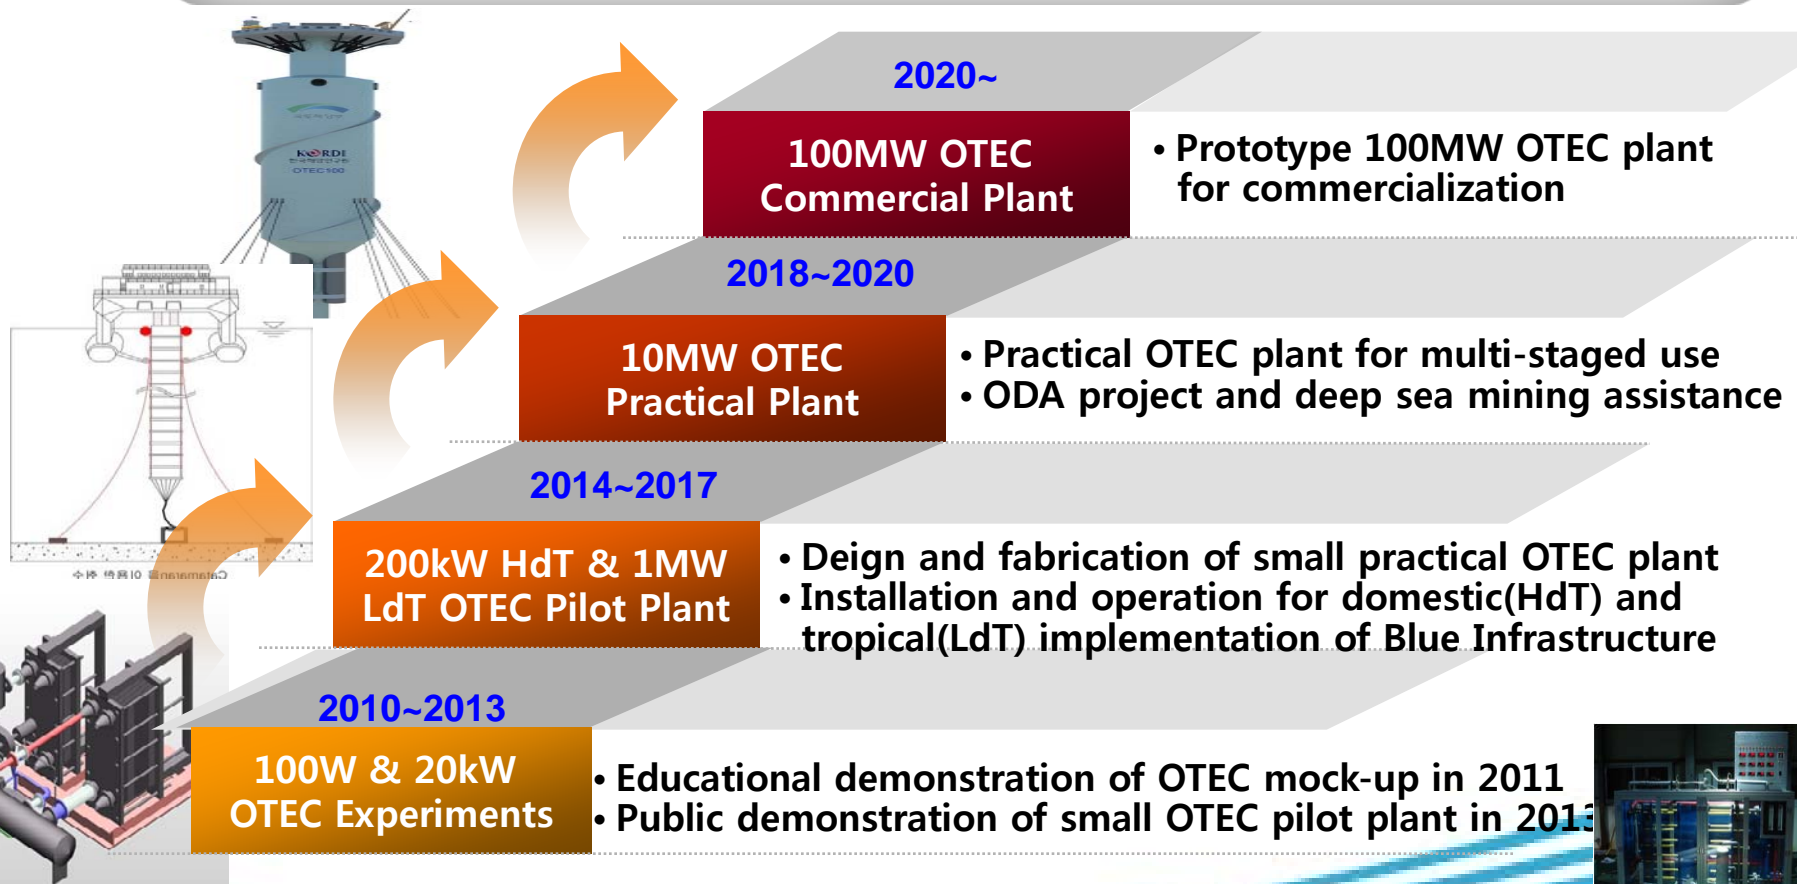 2020~
100MW OTEC
Commercial Plant
• Prototype 100MW OTEC plant
for commercialization
KORDI
OTEC100
2018~2020
10MW OTEC
Practical Plant
• Practical OTEC plant for multi-staged use
• ODA project and deep sea mining assistance
2014~2017
200kW HdT & 1MW
LdT OTEC Pilot Plant
• Deign and fabrication of small practical OTEC plant
• Installation and operation for domestic(HdT) and
tropical(LdT) implementation of Blue Infrastructure
2010~2013
100W & 20kW
OTEC Experiments
• Educational demonstration of OTEC mock-up in 2011
• Public demonstration of small OTEC pilot plant in 2013